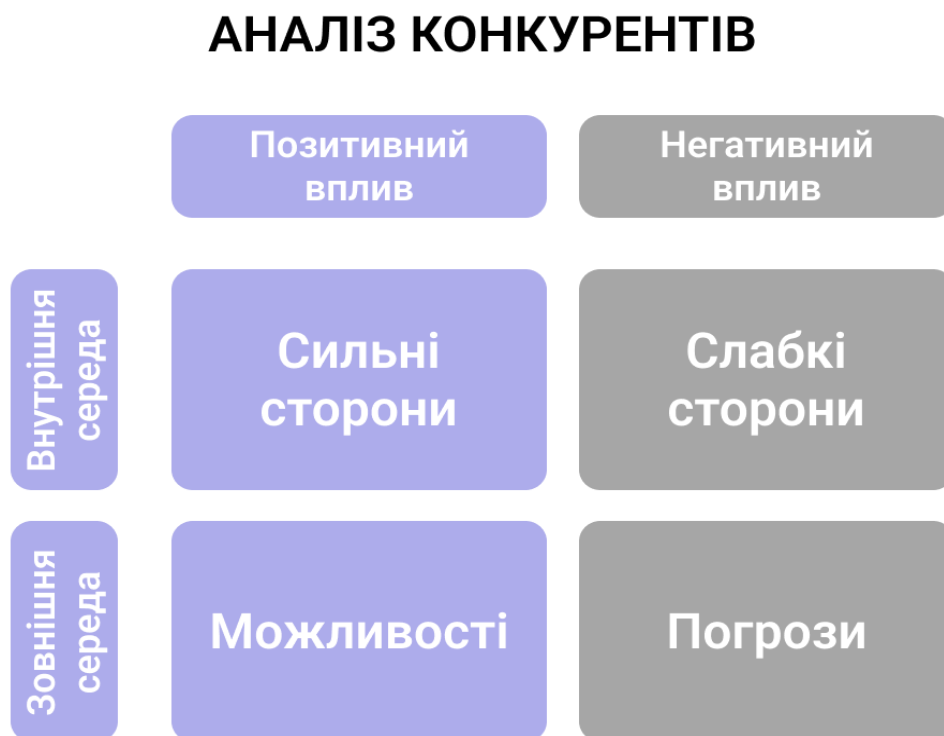 АНАЛІЗ КОНКУРЕНТІВ
Позитивний
вплив
Негативний
вплив
Внутрішня
середа
Сильні
сторони
Слабкі
сторони
Зовнішня
середа
Можливості
Погрози